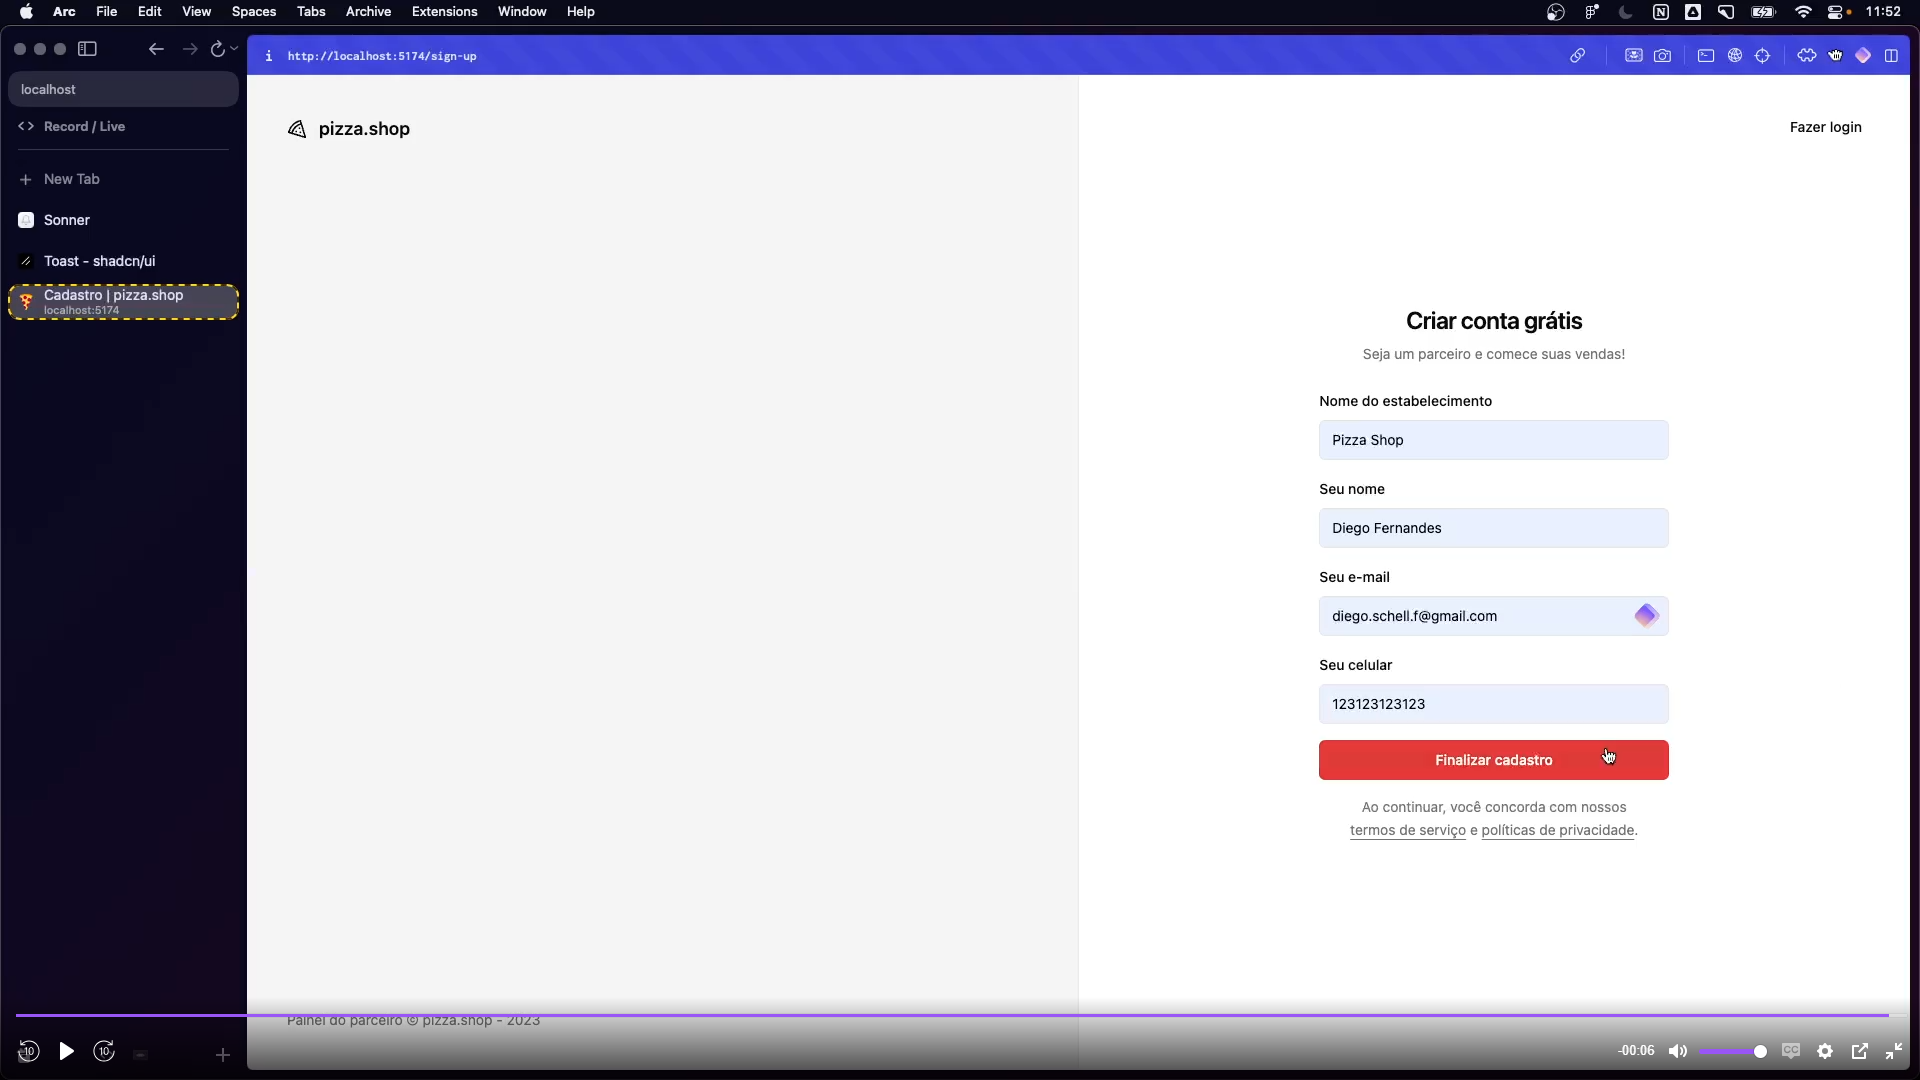 Arc File Edit View Spaces Tabs Archive Extensions Window Help 11:52
http://localhost:5174/sign-up
localhost
<> Record / Live
+ New Tab
Sonner
Toast - shadcn/ui
Cadastro | pizza.shop
localhost:5174
pizza.shop
Fazer login
Criar conta grátis
Seja um parceiro e comece suas vendas!
Nome do estabelecimento
Pizza Shop
Seu nome
Diego Fernandes
Seu e-mail
diego.schell.f@gmail.com
Seu celular
123123123123
Finalizar cadastro
Ao continuar, você concorda com nossos
termos de serviço e políticas de privacidade.
Painel do parceiro © pizza.shop - 2023
10 10 -00:06 CC